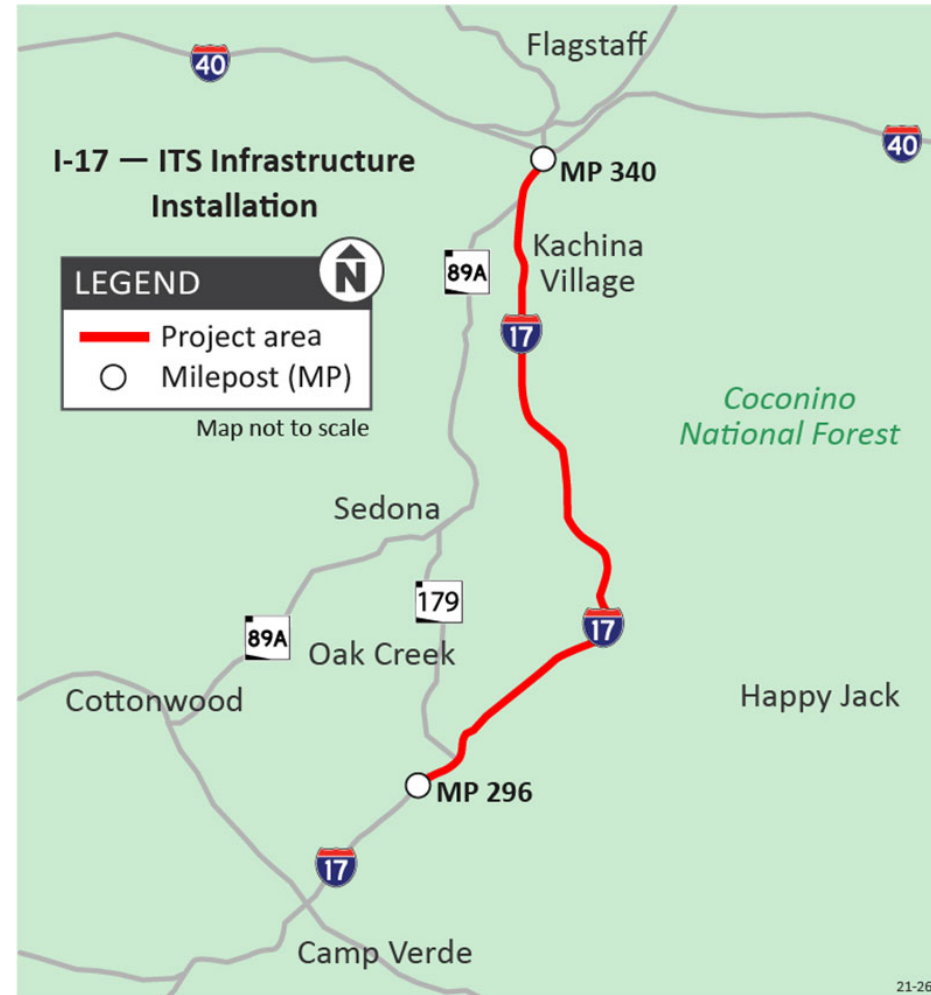 Flagstaff
40
I-17 — ITS Infrastructure
Installation
40
MP 340
LEGEND
N
Project area
Milepost (MP)
Map not to scale
89A
Kachina
Village
17
Coconino
National Forest
Sedona
179
89A
17
Oak Creek
Cottonwood
Happy Jack
MP 296
17
Camp Verde
21-26